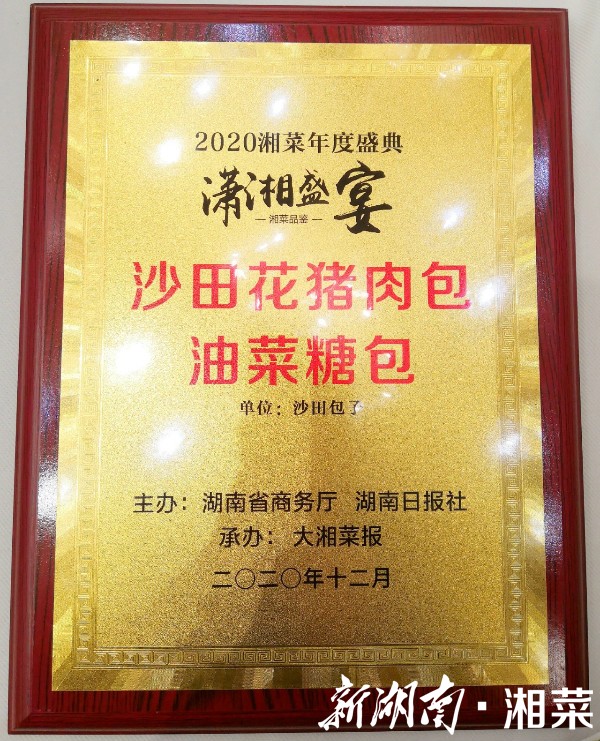 2020湘菜年度盛典
潇湘盛宴
—湘菜品鉴—
沙田花猪肉包
油菜糖包
单位：沙田包子
主办：湖南省商务厅 湖南日报社
承办：大湘菜报
二〇二〇年十二月
新湖南·湘菜